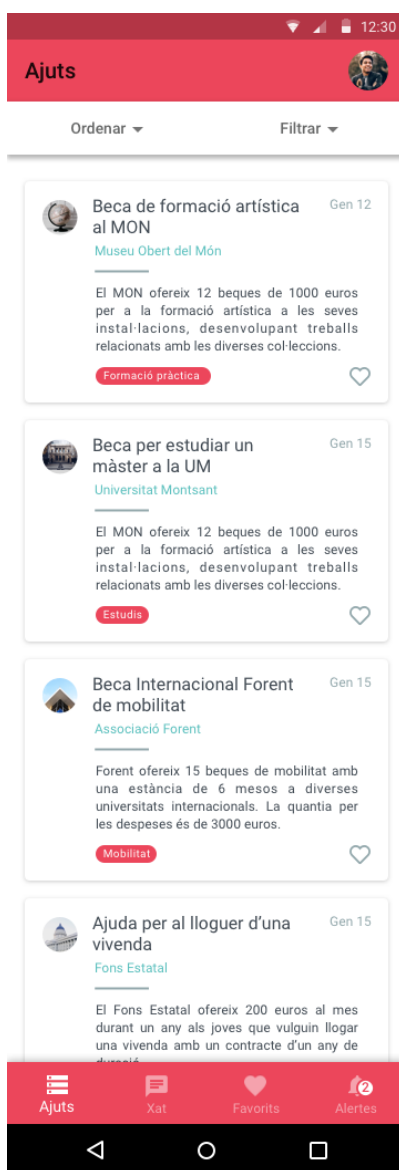 12:30
Ajuts
Ordenar
Filtrar
Beca de formació artística
al MON
Gen 12
Museu Obert del Món
El MON ofereix 12 beques de 1000 euros
per a la formació artística a les seves
instal·lacions, desenvolupant treballs
relacionats amb les diverses col·leccions.
Formació pràctica
Beca per estudiar un
màster a la UM
Gen 15
Universitat Montsant
El MON ofereix 12 beques de 1000 euros
per a la formació artística a les seves
instal·lacions, desenvolupant treballs
relacionats amb les diverses col·leccions.
Estudis
Beca Internacional Forent
de mobilitat
Gen 15
Associació Forent
Forent ofereix 15 beques de mobilitat amb
una estància de 6 mesos a diverses
universitats internacionals. La quantia per
les despeses és de 3000 euros.
Mobilitat
Ajuda per al lloguer d’una
vivenda
Gen 15
Fons Estatal
El Fons Estatal ofereix 200 euros al mes
durant un any als joves que vulguin llogar
una vivenda amb un contracte d’un any de
2
Ajuts
Xat
Favorits
Alertes